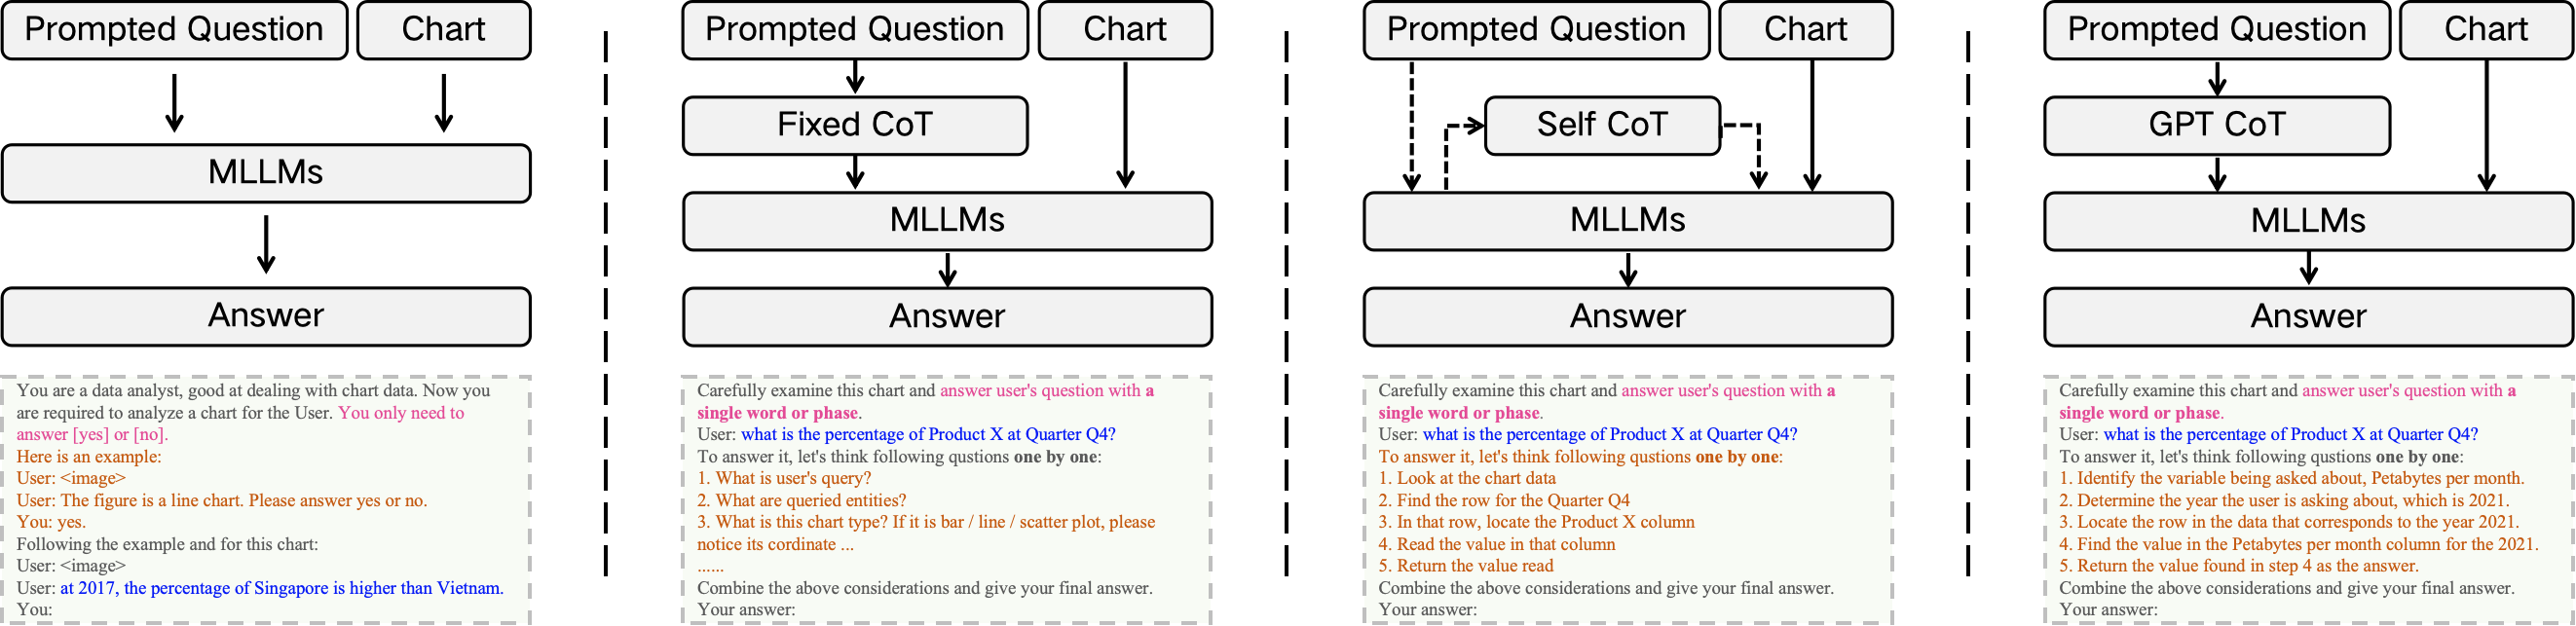 Prompted Question
Chart
MLLMs
Answer
You are a data analyst, good at dealing with chart data. Now you
are required to analyze a chart for the User. You only need to
answer [yes] or [no].
Here is an example:
User: <image>
User: The figure is a line chart. Please answer yes or no.
You: yes.
Following the example and for this chart:
User: <image>
User: at 2017, the percentage of Singapore is higher than Vietnam.
You:
Prompted Question
Chart
Fixed CoT
MLLMs
Answer
Carefully examine this chart and answer user's question with a
single word or phase.
User: what is the percentage of Product X at Quarter Q4?
To answer it, let's think following qustions one by one:
1. What is user's query?
2. What are queried entities?
3. What is this chart type? If it is bar / line / scatter plot, please
notice its cordinate ...
......
Combine the above considerations and give your final answer.
Your answer:
Prompted Question
Chart
Self CoT
MLLMs
Answer
Carefully examine this chart and answer user's question with a
single word or phase.
User: what is the percentage of Product X at Quarter Q4?
To answer it, let's think following qustions one by one:
1. Look at the chart data
2. Find the row for the Quarter Q4
3. In that row, locate the Product X column
4. Read the value in that column
5. Return the value read
Combine the above considerations and give your final answer.
Your answer:
Prompted Question
Chart
GPT CoT
MLLMs
Answer
Carefully examine this chart and answer user's question with a
single word or phase.
User: what is the percentage of Product X at Quarter Q4?
To answer it, let's think following qustions one by one:
1. Identify the variable being asked about, Petabytes per month.
2. Determine the year the user is asking about, which is 2021.
3. Locate the row in the data that corresponds to the year 2021.
4. Find the value in the Petabytes per month column for the 2021.
5. Return the value found in step 4 as the answer.
Combine the above considerations and give your final answer.
Your answer: